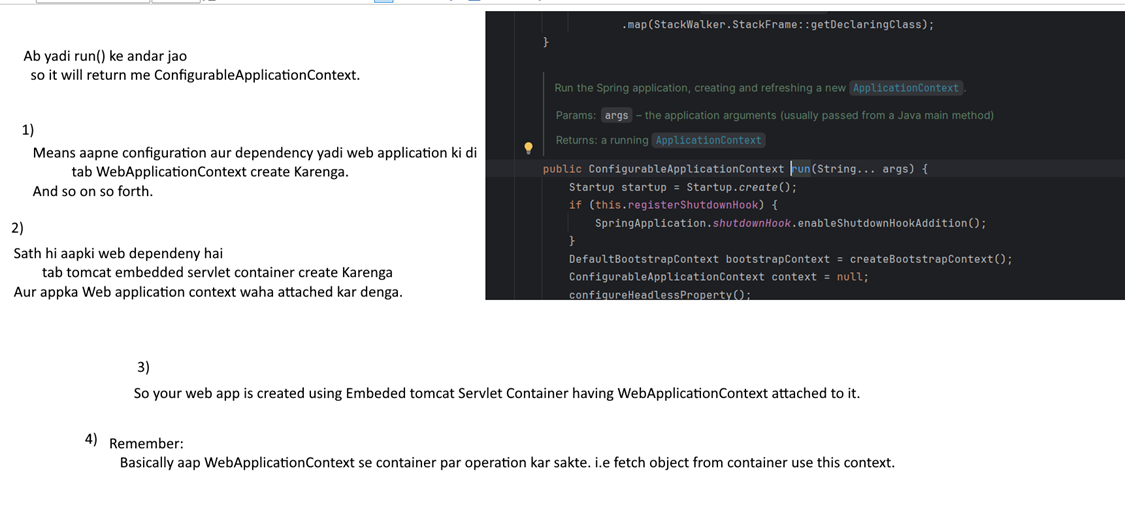 Ab yadi run() ke andar jao
so it will return me ConfigurableApplicationContext.
1)
Means aapne configuration aur dependency yadi web application ki di
tab WebApplicationContext create Karenga.
And so on so forth.
2)
Sath hi aapki web dependeny hai
tab tomcat embedded servlet container create Karenga
Aur appka Web application context waha attached kar denga.
.map(StackWalker.StackFrame::getDeclaringClass);
}
Run the Spring application, creating and refreshing a new ApplicationContext.
Params: args – the application arguments (usually passed from a Java main method)
Returns: a running ApplicationContext
public ConfigurableApplicationContext run(String... args) {
Startup startup = Startup.create();
if (this.registerShutdownHook) {
SpringApplication.shutdownHook.enableShutdownHookAddition();
}
DefaultBootstrapContext bootstrapContext = createBootstrapContext();
ConfigurableApplicationContext context = null;
configureHeadlessProperty();
3)
So your web app is created using Embeded tomcat Servlet Container having WebApplicationContext attached to it.
4) Remember:
Basically aap WebApplicationContext se container par operation kar sakte. i.e fetch object from container use this context.